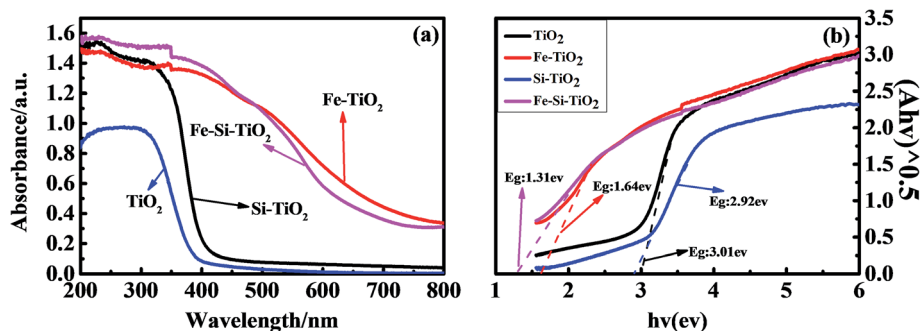 (a)
Absorbance/a.u.
1.6
1.4
1.2
1.0
0.8
0.6
0.4
0.2
0.0
Fe-TiO2
Fe-Si-TiO2
TiO2
Si-TiO2
200 300 400 500 600 700 800
Wavelength/nm
(b)
TiO2
Fe-TiO2
Si-TiO2
Fe-Si-TiO2
Eg:1.31ev
Eg:1.64ev
Eg:2.92ev
Eg:3.01ev
3.5
3.0
2.5
2.0
1.5
1.0
0.5
0.0
(Ahv)^0.5
1 2 3 4 5 6
hv(ev)